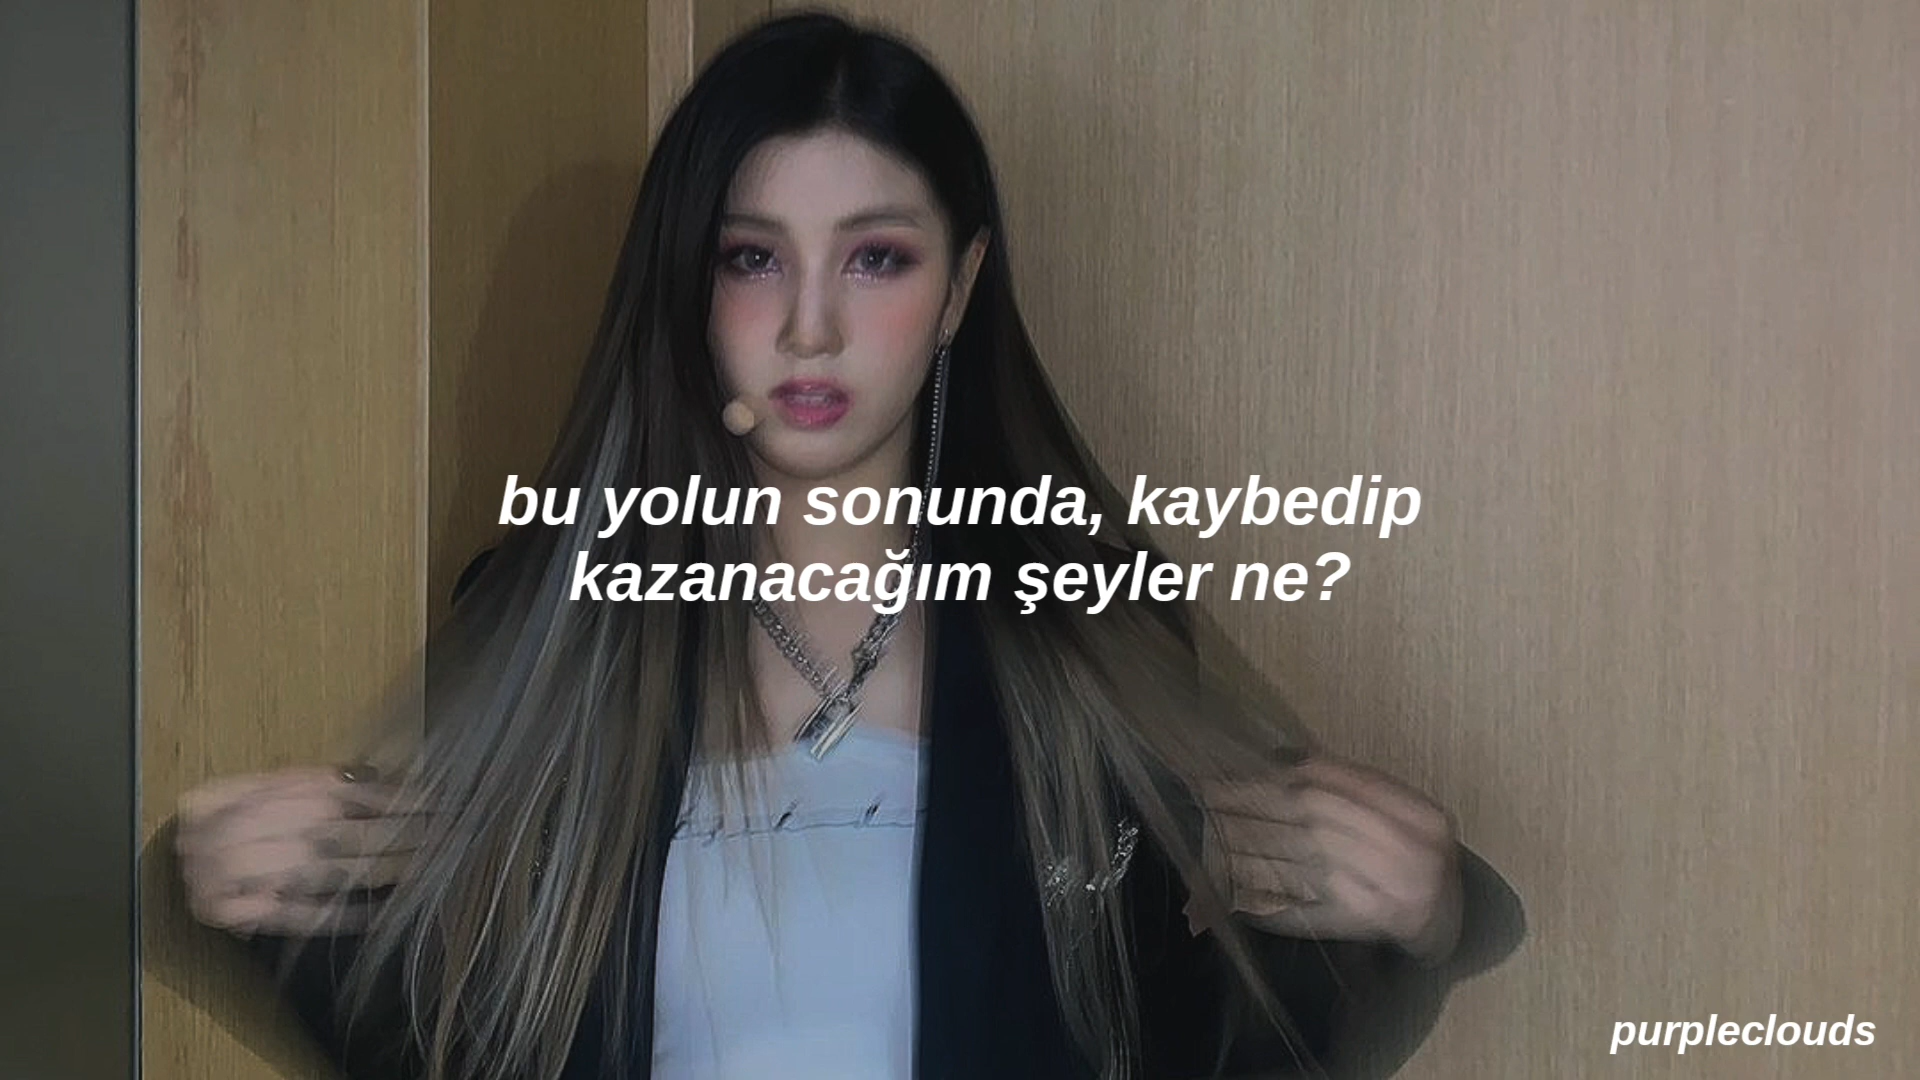 bu yolun sonunda, kaybedip
kazanacağım şeyler ne?
purpleclouds